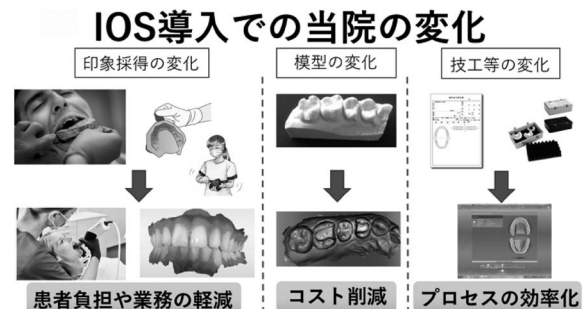 IOS導入での当院の変化
印象採得の変化
模型の変化
技工等の変化
患者負担や業務の軽減
コスト削減
プロセスの効率化